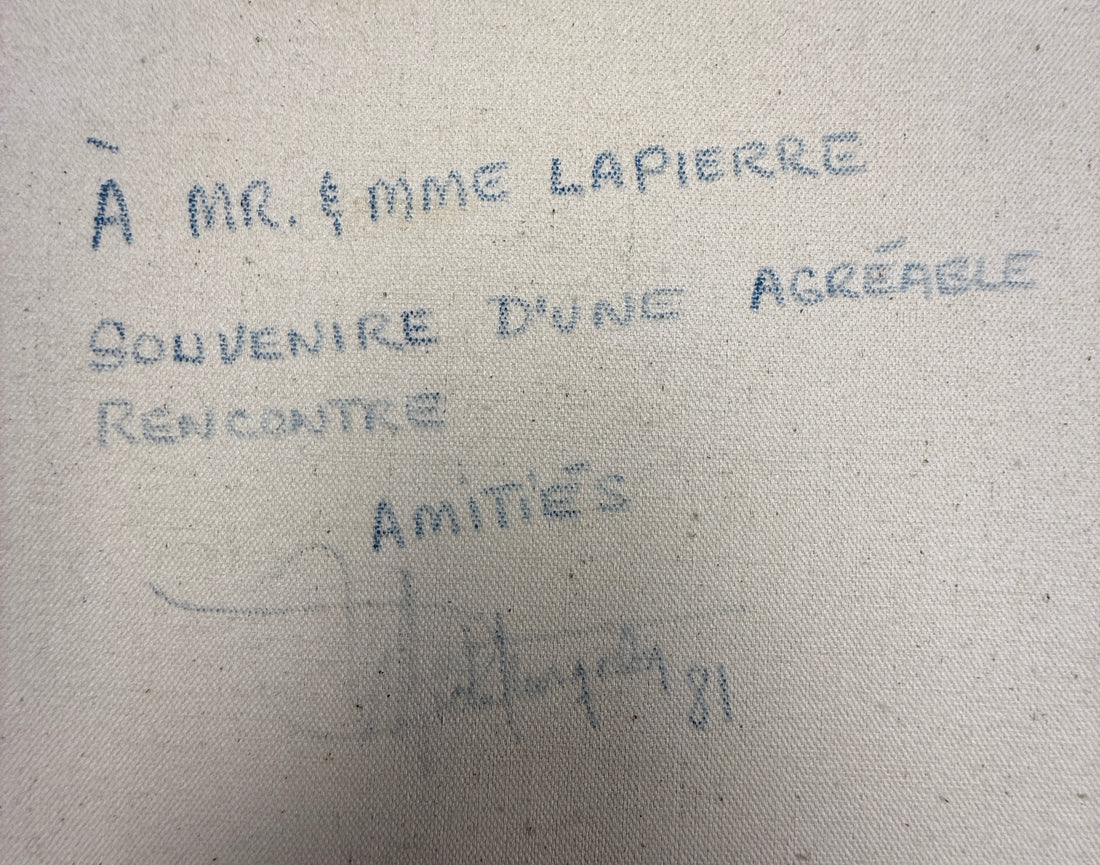 À MR. & MME LAPIERRE
SOUVENIRE D'UNE AGRÉABLE
RENCONTRE
AMITIÉS
81